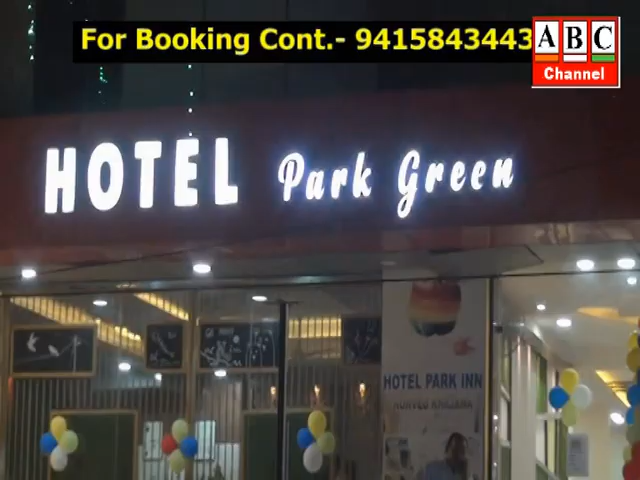 For Booking Cont.- 9415843443
ABC
Channel
HOTEL Park Green
HOTEL PARK INN